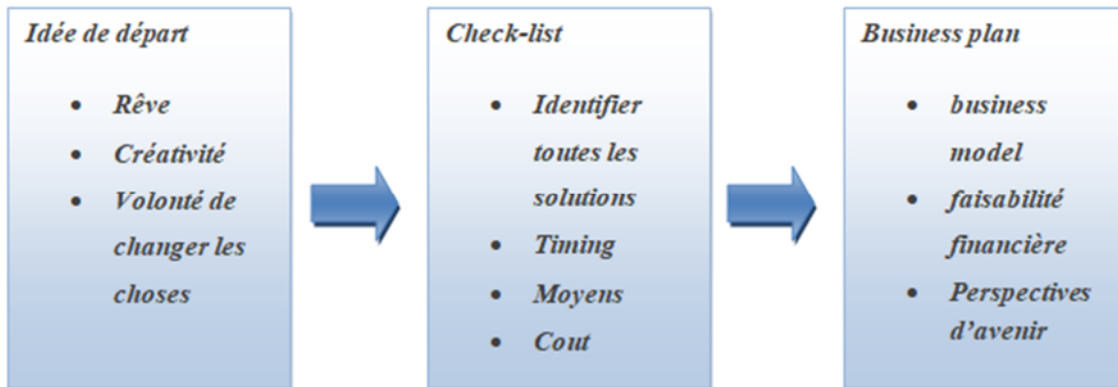 Idée de départ
• Rêve
• Créativité
• Volonté de
changer les
choses
Check-list
• Identifier
toutes les
solutions
• Timing
• Moyens
• Cout
Business plan
• business
model
• faisabilité
financière
• Perspectives
d’avenir